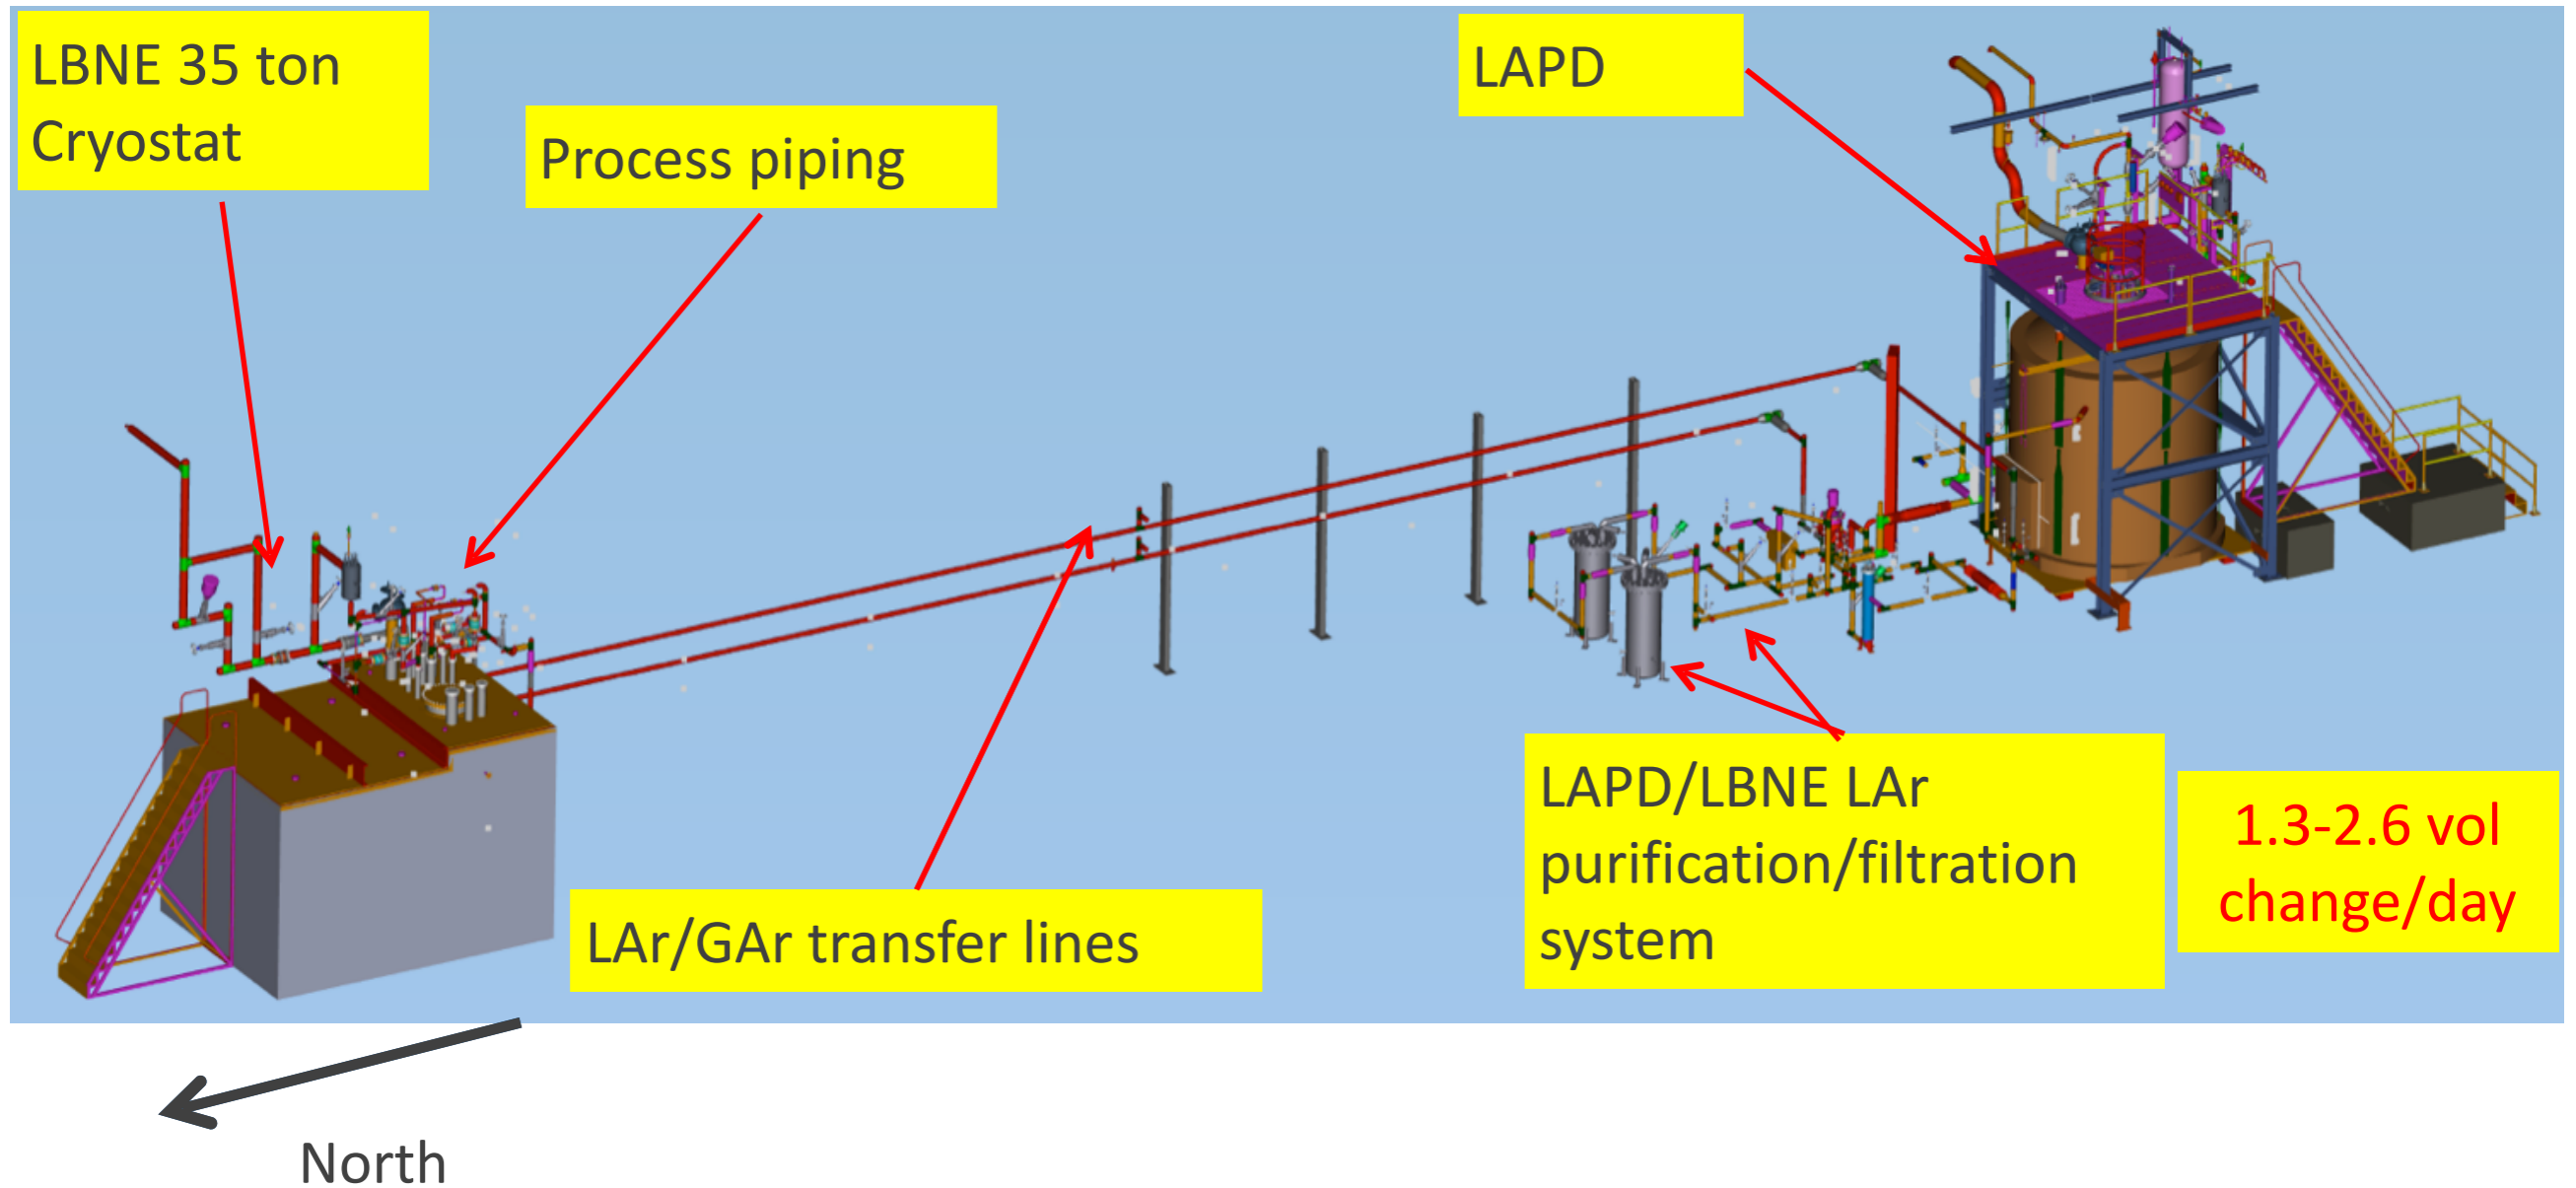 LBNE 35 ton
Cryostat
Process piping
LAPD
LAr/GAr transfer lines
LAPD/LBNE LAr
purification/filtration
system
1.3-2.6 vol
change/day
North